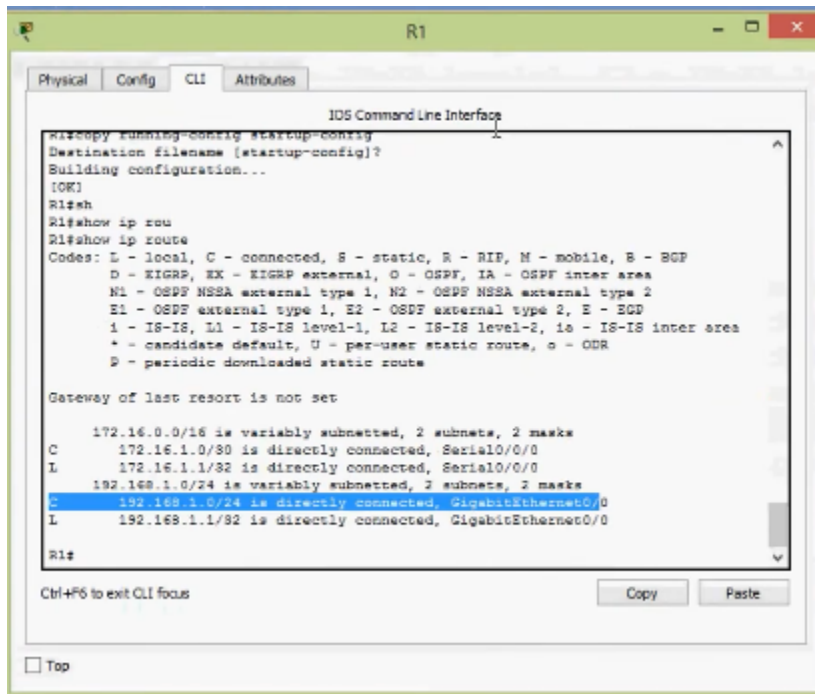 R1
Physical Config CLI Attributes
IOS Command Line Interface
R1#copy running-config startup-config
Destination filename [startup-config]?
Building configuration...
[OK]
R1#sh
R1#show ip rou
R1#show ip route
Codes: L - local, C - connected, S - static, R - RIP, M - mobile, B - BGP
D - EIGRP, EX - EIGRP external, O - OSPF, IA - OSPF inter area
N1 - OSPF NSSA external type 1, N2 - OSPF NSSA external type 2
E1 - OSPF external type 1, E2 - OSPF external type 2, E - EGP
i - IS-IS, L1 - IS-IS level-1, L2 - IS-IS level-2, ia - IS-IS inter area
* - candidate default, U - per-user static route, o - ODR
P - periodic downloaded static route
Gateway of last resort is not set
172.16.0.0/16 is variably subnetted, 2 subnets, 2 masks
C 172.16.1.0/30 is directly connected, Serial0/0/0
L 172.16.1.1/32 is directly connected, Serial0/0/0
192.168.1.0/24 is variably subnetted, 2 subnets, 2 masks
C 192.168.1.0/24 is directly connected, GigabitEthernet0/0
L 192.168.1.1/32 is directly connected, GigabitEthernet0/0
R1#
Ctrl+F6 to exit CLI focus
Copy Paste
Top